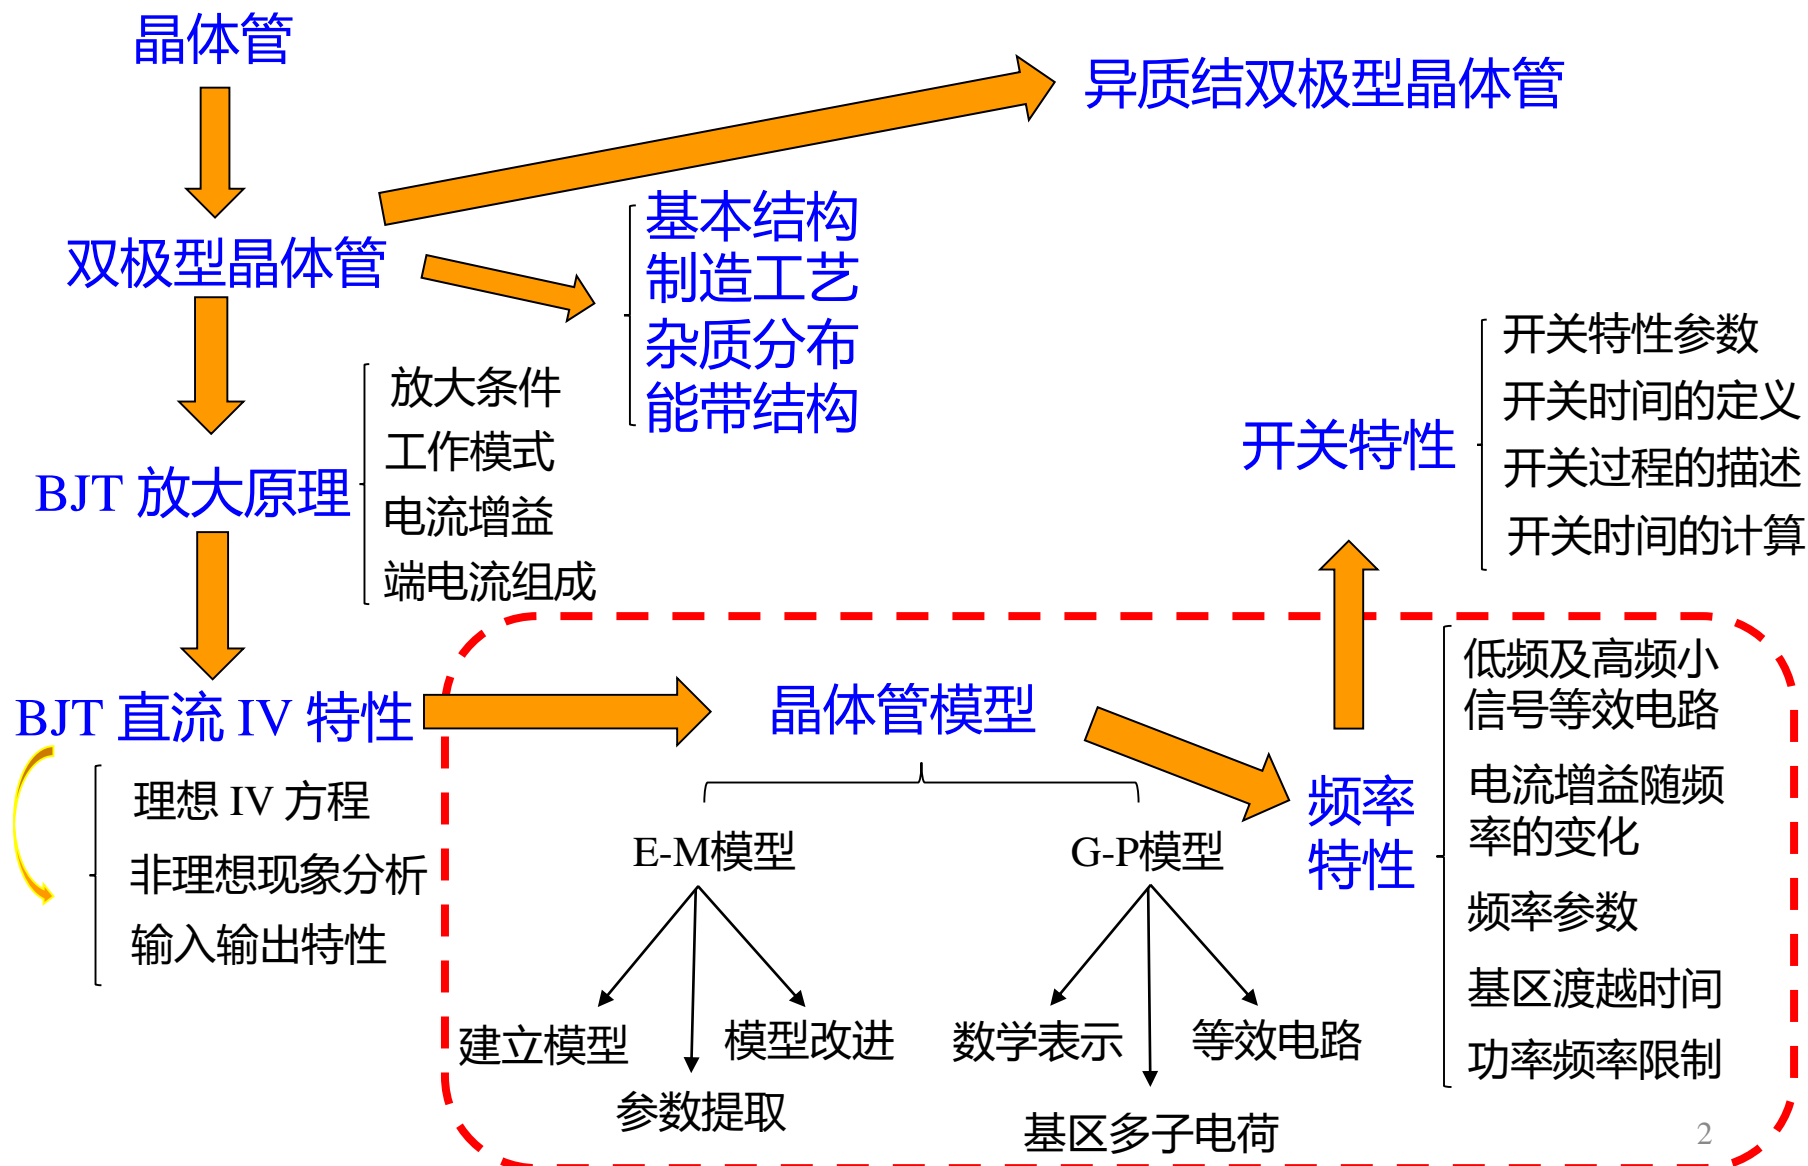 晶体管
异质结双极型晶体管
双极型晶体管
基本结构
制造工艺
杂质分布
能带结构
BJT 放大原理
放大条件
工作模式
电流增益
端电流组成
开关特性
开关特性参数
开关时间的定义
开关过程的描述
开关时间的计算
BJT 直流 IV 特性
理想 IV 方程
非理想现象分析
输入输出特性
晶体管模型
E-M模型
建立模型
参数提取
模型改进
G-P模型
数学表示
基区多子电荷
等效电路
频率
特性
低频及高频小
信号等效电路
电流增益随频
率的变化
频率参数
基区渡越时间
功率频率限制
2